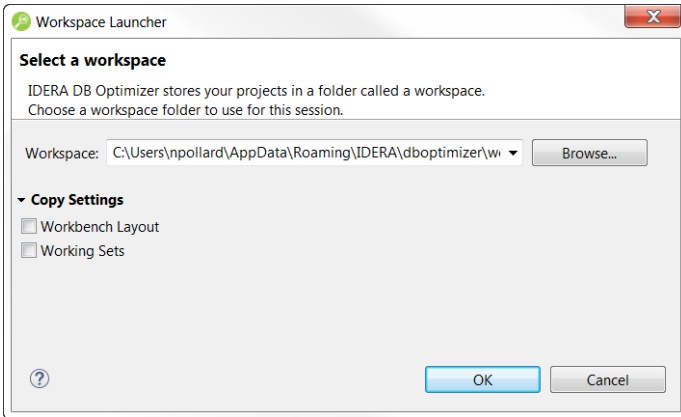 Workspace Launcher
Select a workspace
IDERA DB Optimizer stores your projects in a folder called a workspace.
Choose a workspace folder to use for this session.
Workspace: C:\Users\npollard\AppData\Roaming\IDERA\dboptimizer\w Browse...
Copy Settings
Workbench Layout
Working Sets
? OK Cancel